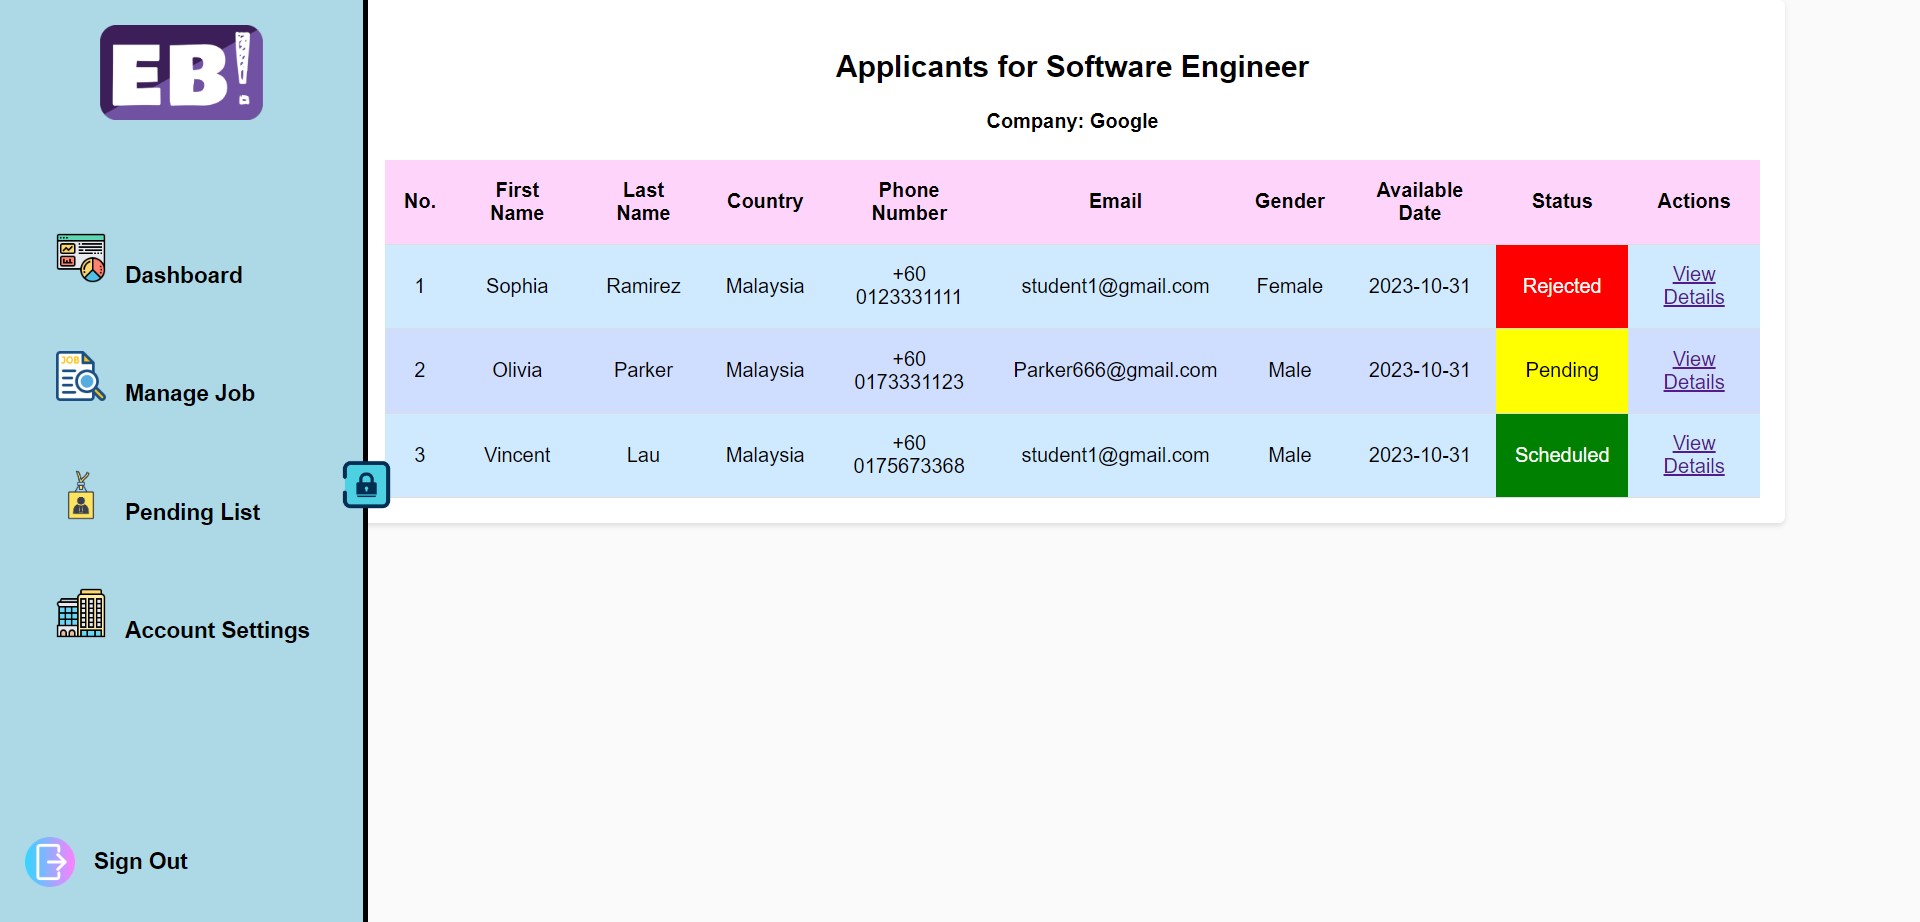 EB!
Dashboard
JOB
Manage Job
Pending List
Account Settings
Sign Out
Applicants for Software Engineer
Company: Google
No. First Name Last Name Country Phone Number Email Gender Available Date Status Actions
1 Sophia Ramirez Malaysia +60 0123331111 student1@gmail.com Female 2023-10-31 Rejected View Details
2 Olivia Parker Malaysia +60 0173331123 Parker666@gmail.com Male 2023-10-31 Pending View Details
3 Vincent Lau Malaysia +60 0175673368 student1@gmail.com Male 2023-10-31 Scheduled View Details